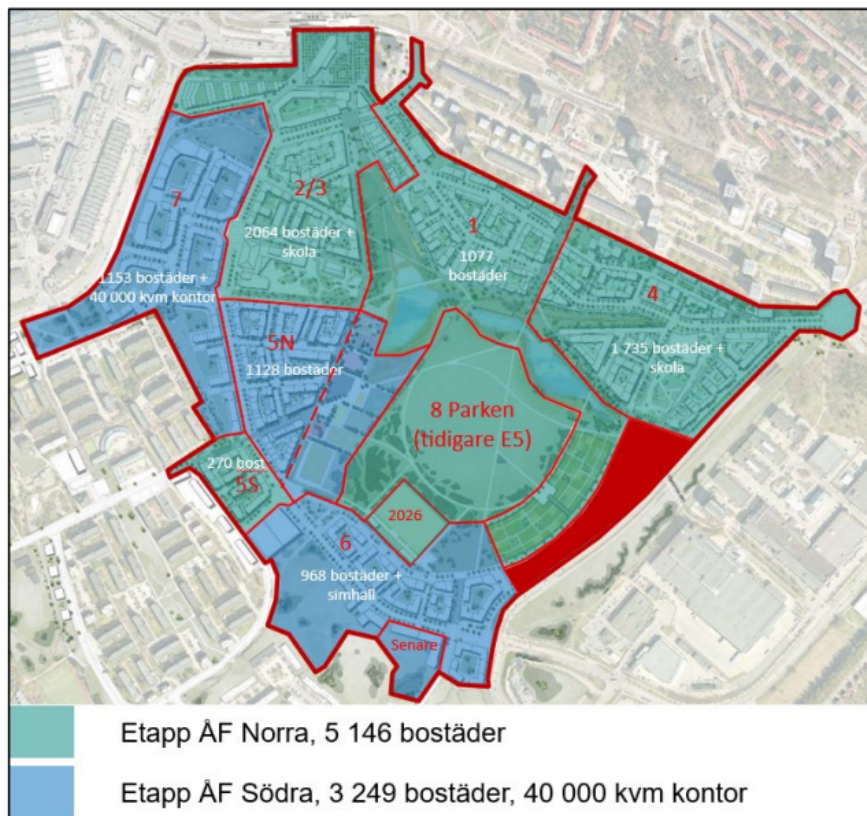 2/3
2064 bostäder +
skola
1
1077
bostäder
7
1153 bostäder +
40 000 kvm kontor
4
1 735 bostäder +
skola
5N
1128 bostäder
8 Parken
(tidigare E5)
270 bost
5S
2026
6
968 bostäder +
simhall
Senare
Etapp ÅF Norra, 5 146 bostäder
Etapp ÅF Södra, 3 249 bostäder, 40 000 kvm kontor